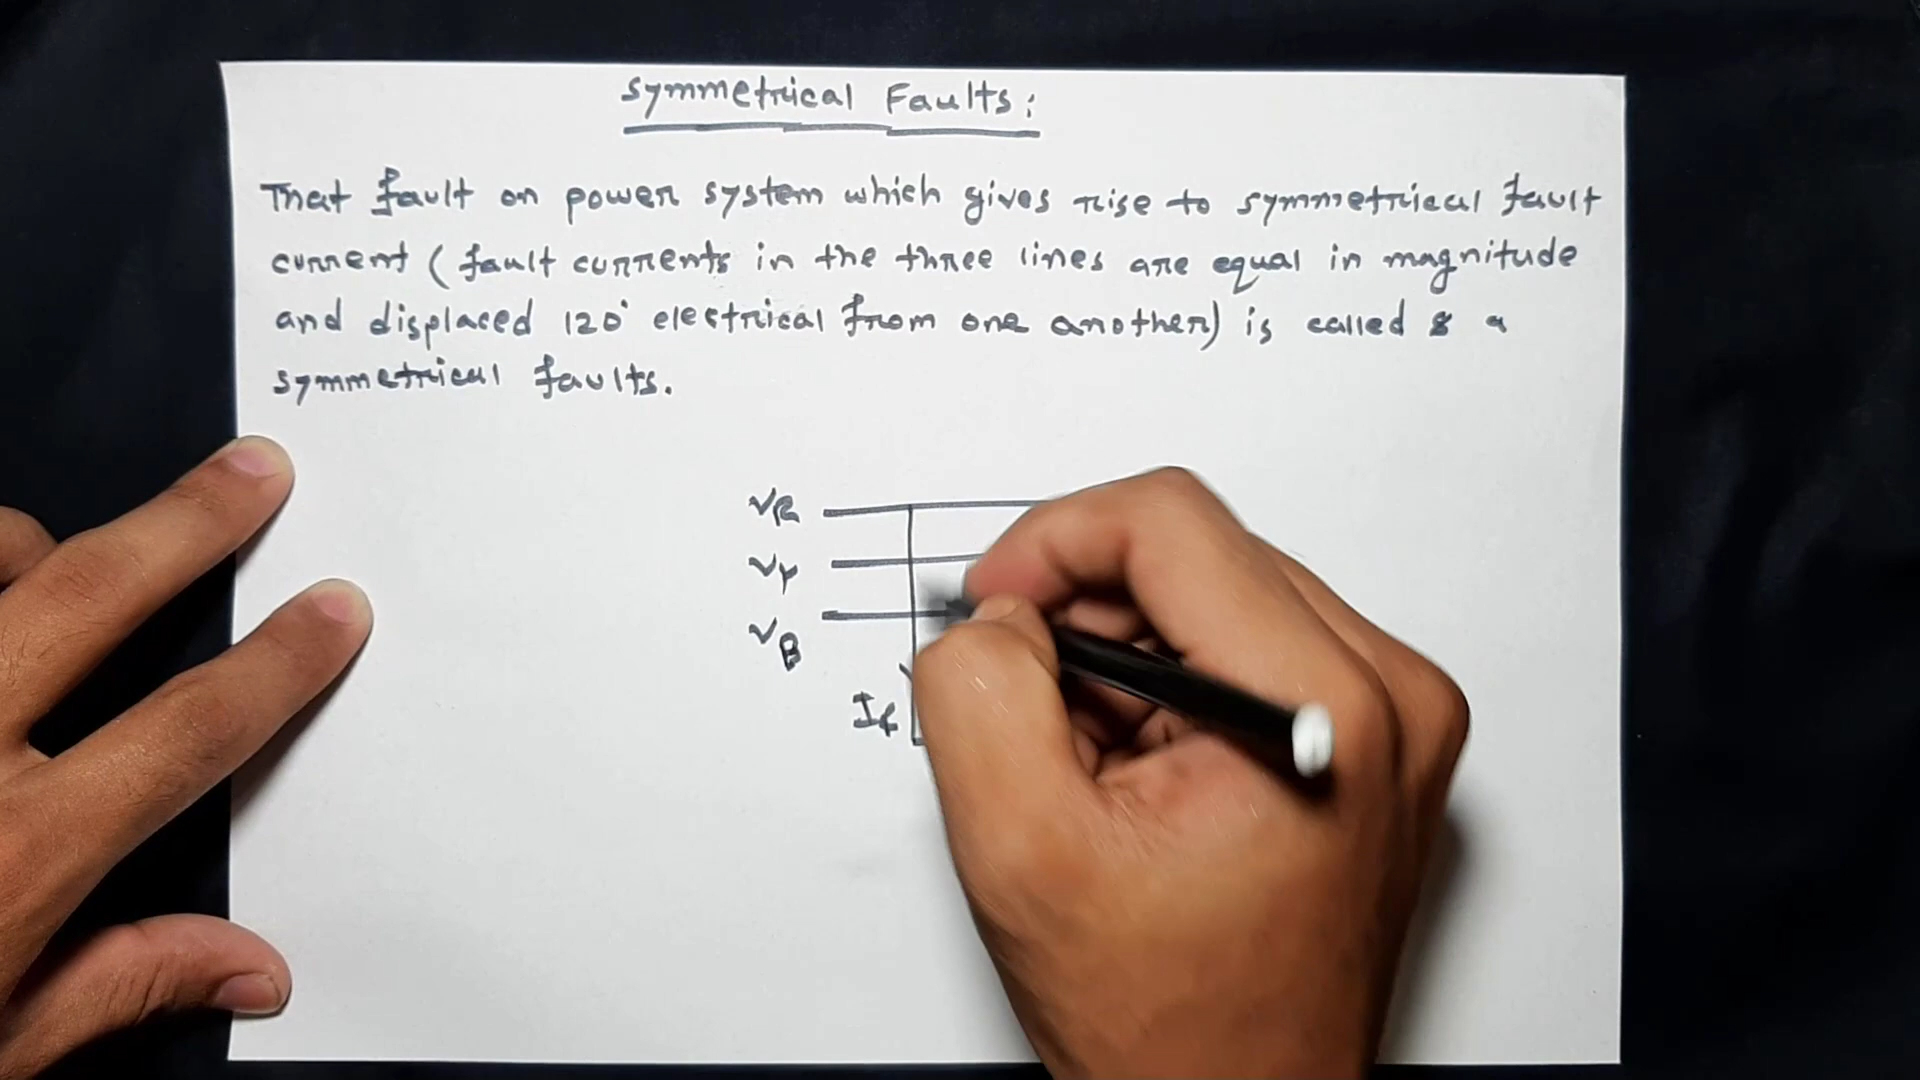 Symmetrical Faults:
That fault on power system which gives rise to symmetrical fault
current (fault currents in the three lines are equal in magnitude
and displaced 120° electrical from one another) is called a
symmetrical faults.
VR
VY
VB
If